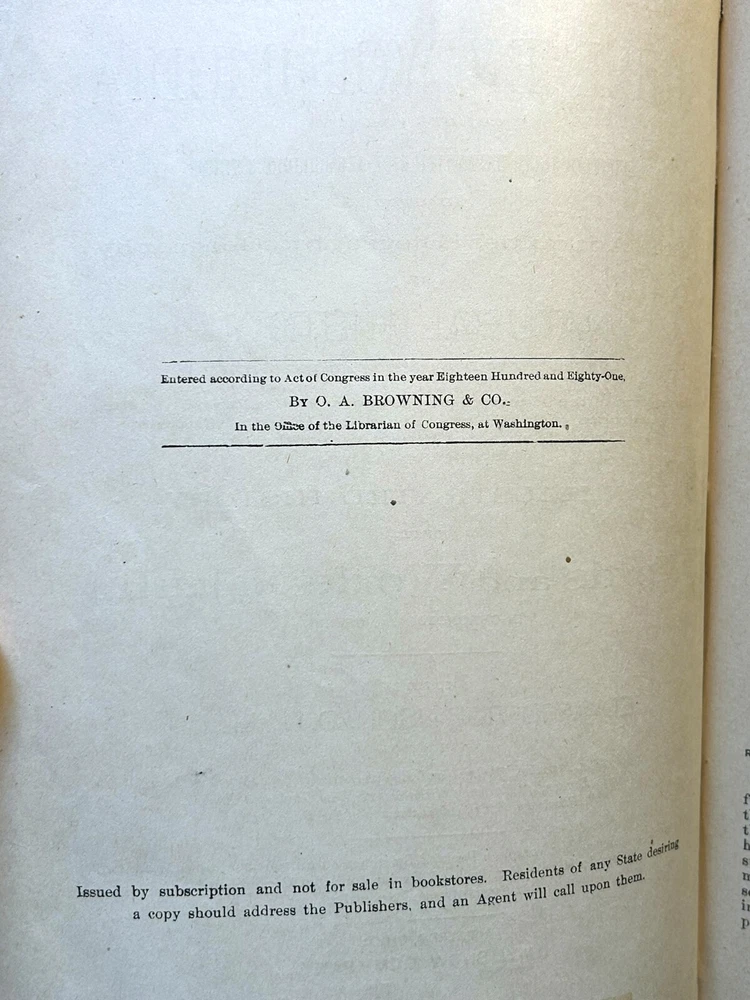 Entered according to Act of Congress in the year Eighteen Hundred and Eighty-One,
By O. A. BROWNING & CO.
In the Office of the Librarian of Congress, at Washington.
Issued by subscription and not for sale in bookstores. Residents of any State desiring
a copy should address the Publishers, and an Agent will call upon them.